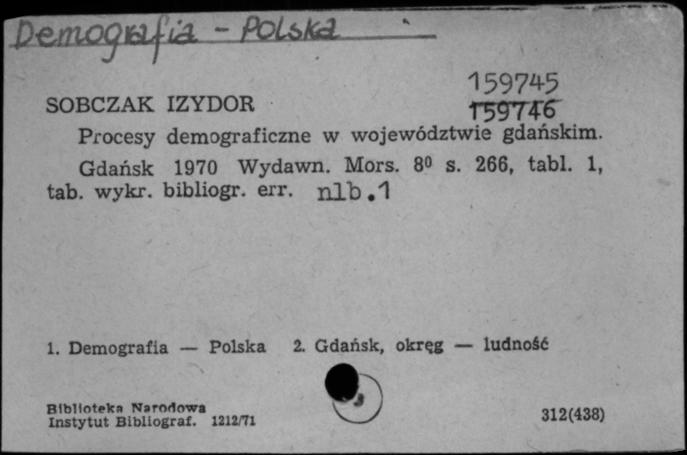 Demografia - Polska
159745
SOBCZAK IZYDOR 159746
Procesy demograficzne w województwie gdańskim.
Gdańsk 1970 Wydawn. Mors. 8⁰ s. 266, tabl. 1,
tab. wykr. bibliogr. err. nlb.1
1. Demografia — Polska 2. Gdańsk, okręg — ludność
Biblioteka Narodowa
Instytut Bibliograf. 1212/71
312(438)